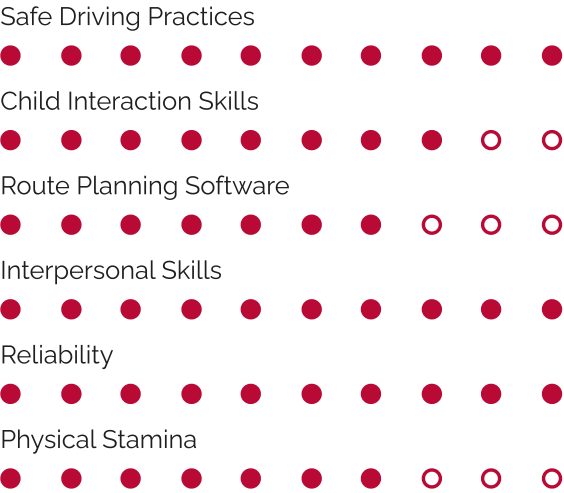 Safe Driving Practices
Child Interaction Skills
Route Planning Software
Interpersonal Skills
Reliability
Physical Stamina